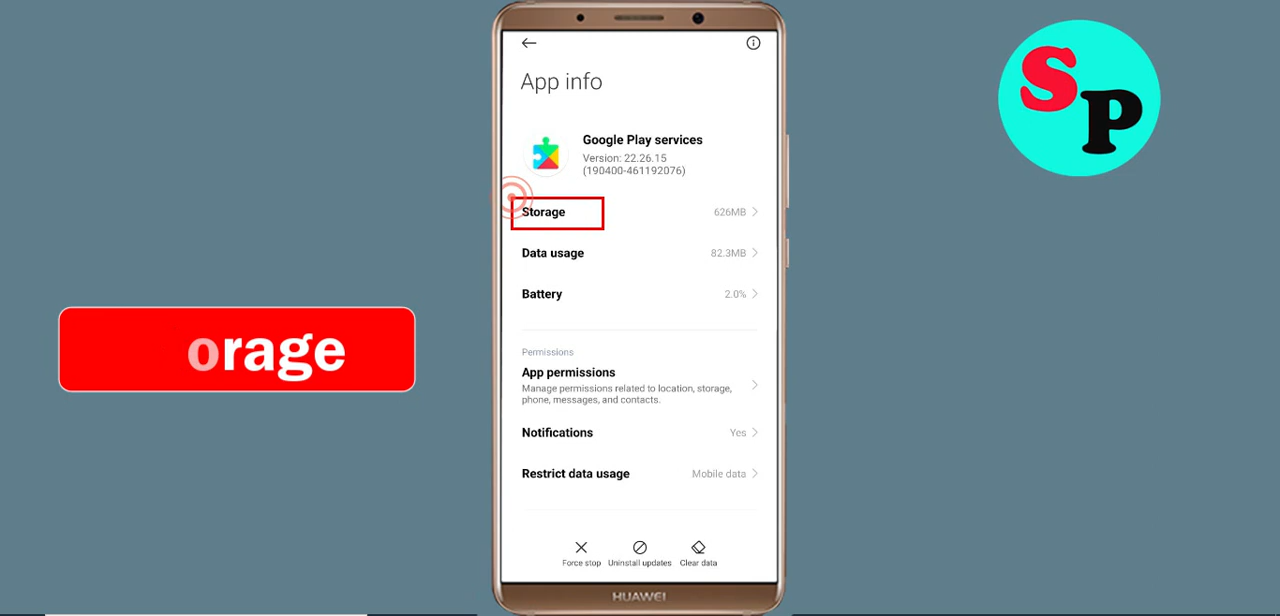 App info
Google Play services
Version: 22.26.15
(190400-461192076)
Storage 626MB
Data usage 82.3MB
Battery 2.0%
Permissions
App permissions
Manage permissions related to location, storage,
phone, messages, and contacts.
Notifications Yes
Restrict data usage Mobile data
Force stop Uninstall updates Clear data
HUAWEI
orage
SP